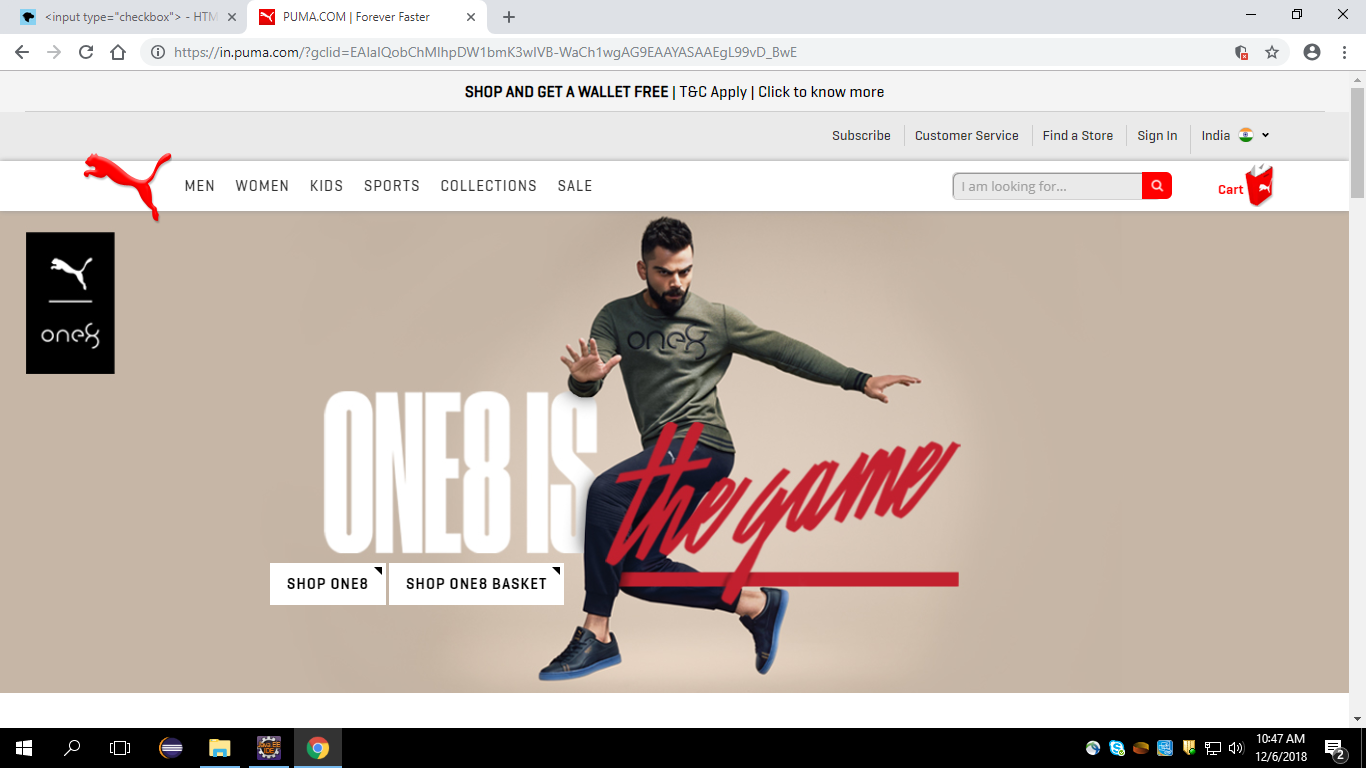 <input type="checkbox"> - HTM
PUMA.COM | Forever Faster
https://in.puma.com/?gclid=EAIaIQobChMIhpDW1bmK3wIVB-WaCh1wgAG9EAAYASAAEgL99vD_BwE
SHOP AND GET A WALLET FREE | T&C Apply | Click to know more
Subscribe
Customer Service
Find a Store
Sign In
India
MEN
WOMEN
KIDS
SPORTS
COLLECTIONS
SALE
I am looking for...
Cart
one8
one8
ONE8 IS
the game
SHOP ONE8
SHOP ONE8 BASKET
10:47 AM
12/6/2018
2